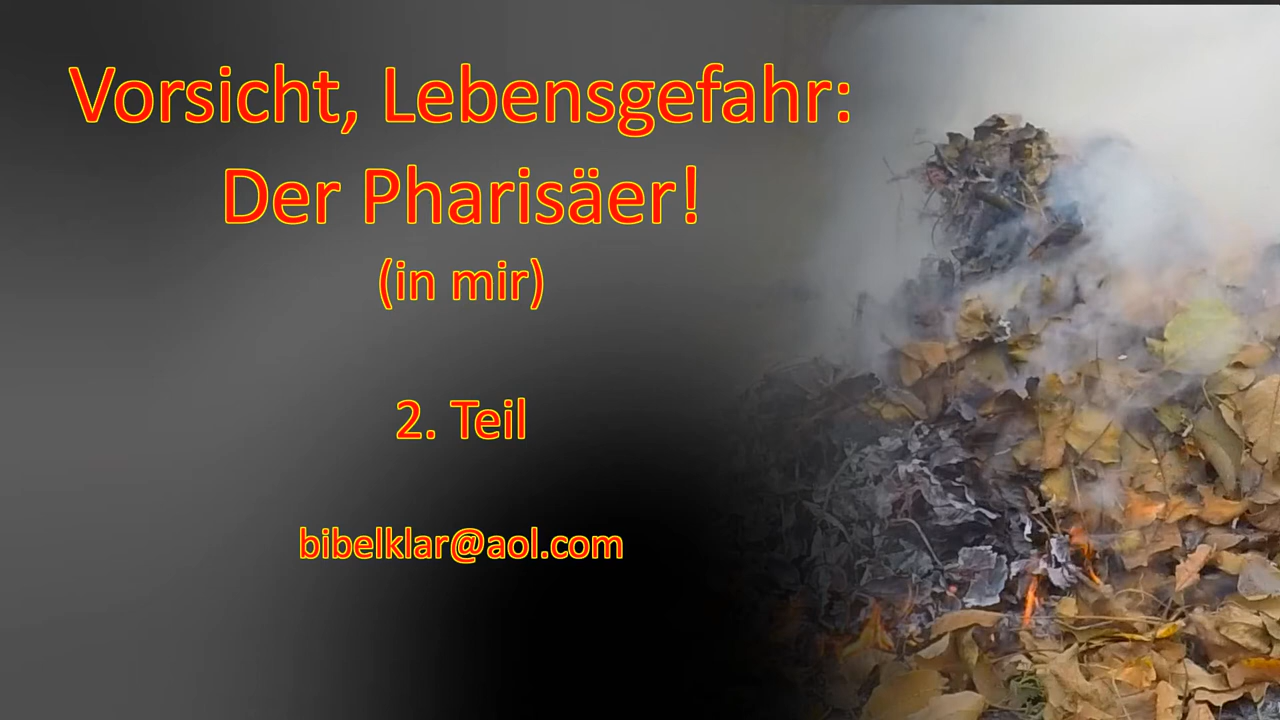 Vorsicht, Lebensgefahr:
Der Pharisäer!
(in mir)
2. Teil
bibelklar@aol.com